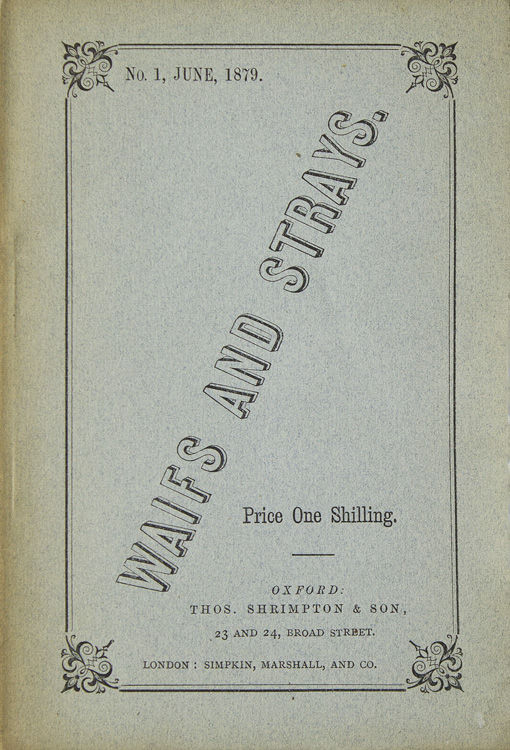 No. 1, JUNE, 1879.
WAIFS AND STRAYS.
Price One Shilling.
OXFORD:
THOS. SHRIMPTON & SON,
23 AND 24, BROAD STREET.
LONDON : SIMPKIN, MARSHALL, AND CO.